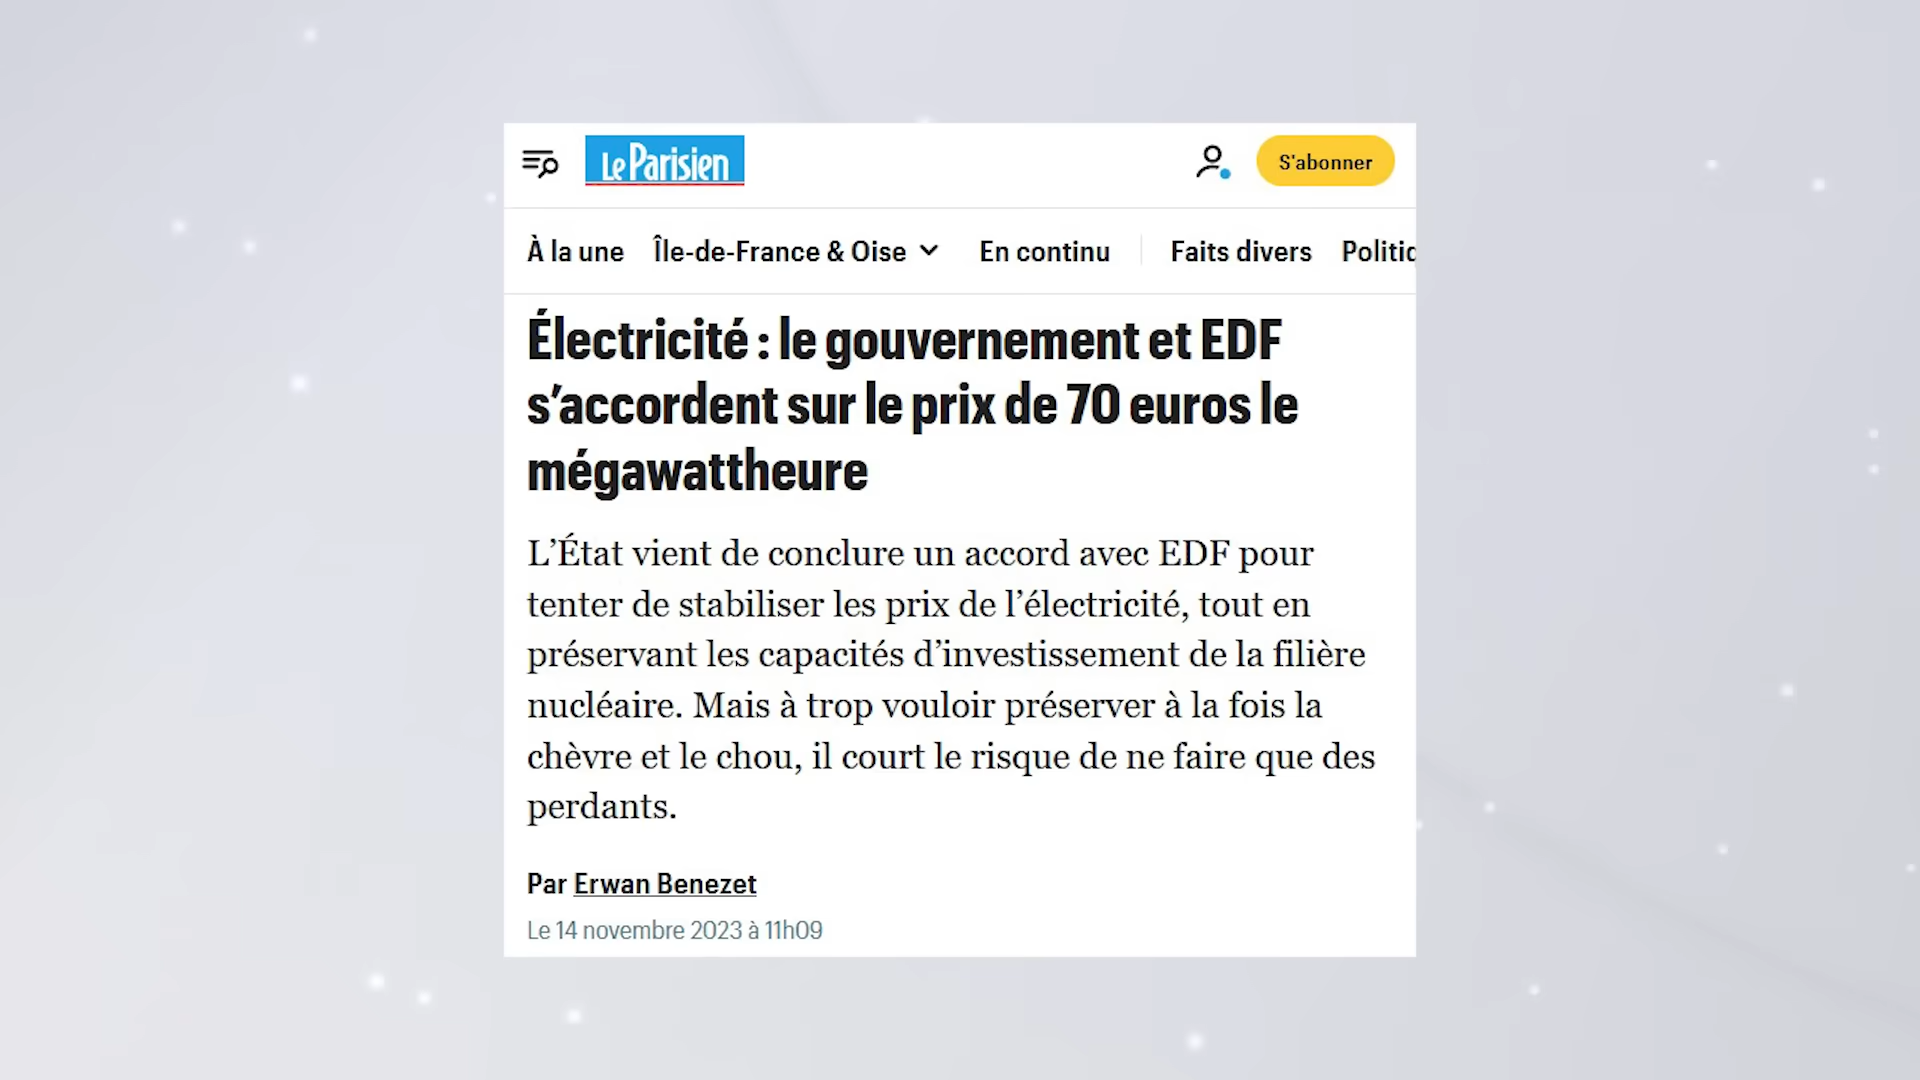 Le Parisien
S'abonner
À la une Île-de-France & Oise En continu Faits divers Politiq
Électricité : le gouvernement et EDF
s’accordent sur le prix de 70 euros le
mégawattheure
L’État vient de conclure un accord avec EDF pour
tenter de stabiliser les prix de l’électricité, tout en
préservant les capacités d’investissement de la filière
nucléaire. Mais à trop vouloir préserver à la fois la
chèvre et le chou, il court le risque de ne faire que des
perdants.
Par Erwan Benezet
Le 14 novembre 2023 à 11h09